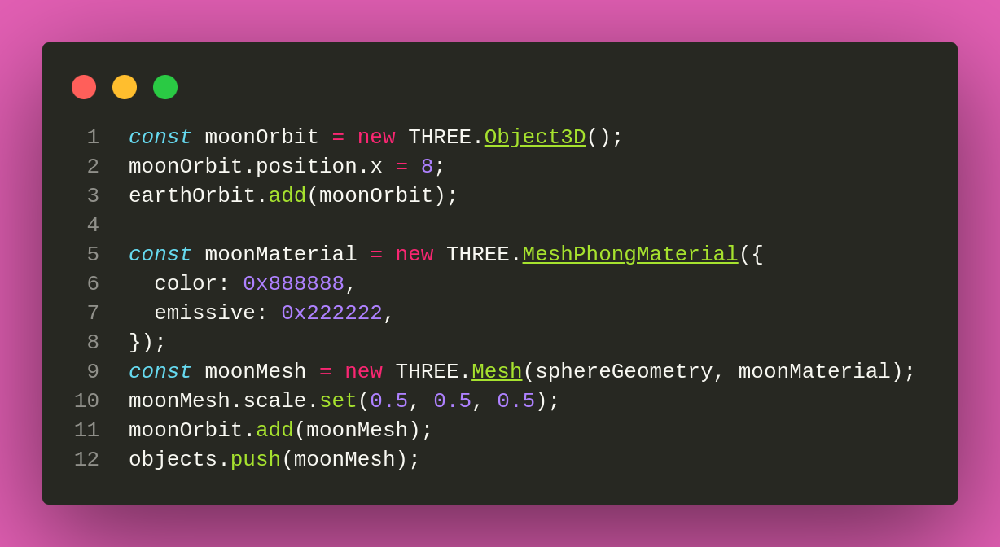 1 const moonOrbit = new THREE.Object3D();
2 moonOrbit.position.x = 8;
3 earthOrbit.add(moonOrbit);
4
5 const moonMaterial = new THREE.MeshPhongMaterial({
6   color: 0x888888,
7   emissive: 0x222222,
8 });
9 const moonMesh = new THREE.Mesh(sphereGeometry, moonMaterial);
10 moonMesh.scale.set(0.5, 0.5, 0.5);
11 moonOrbit.add(moonMesh);
12 objects.push(moonMesh);